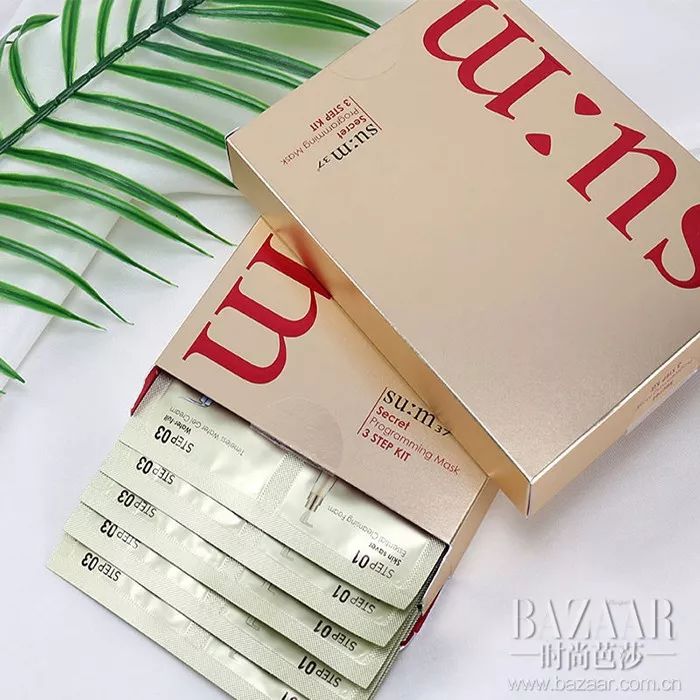 su:m
su:m37°
Secret
Programming Mask
3 STEP KIT
su:m37°
Secret
Programming Mask
3 STEP KIT
STEP 03
Water-full
Timeless Water Gel Cream
STEP 01
Skin saver
Essential Cleansing Foam
STEP 03
STEP 01
STEP 03
STEP 01
STEP 03
STEP 01
STEP 03
STEP 01
BAZAAR
时尚芭莎
www.bazaar.com.cn